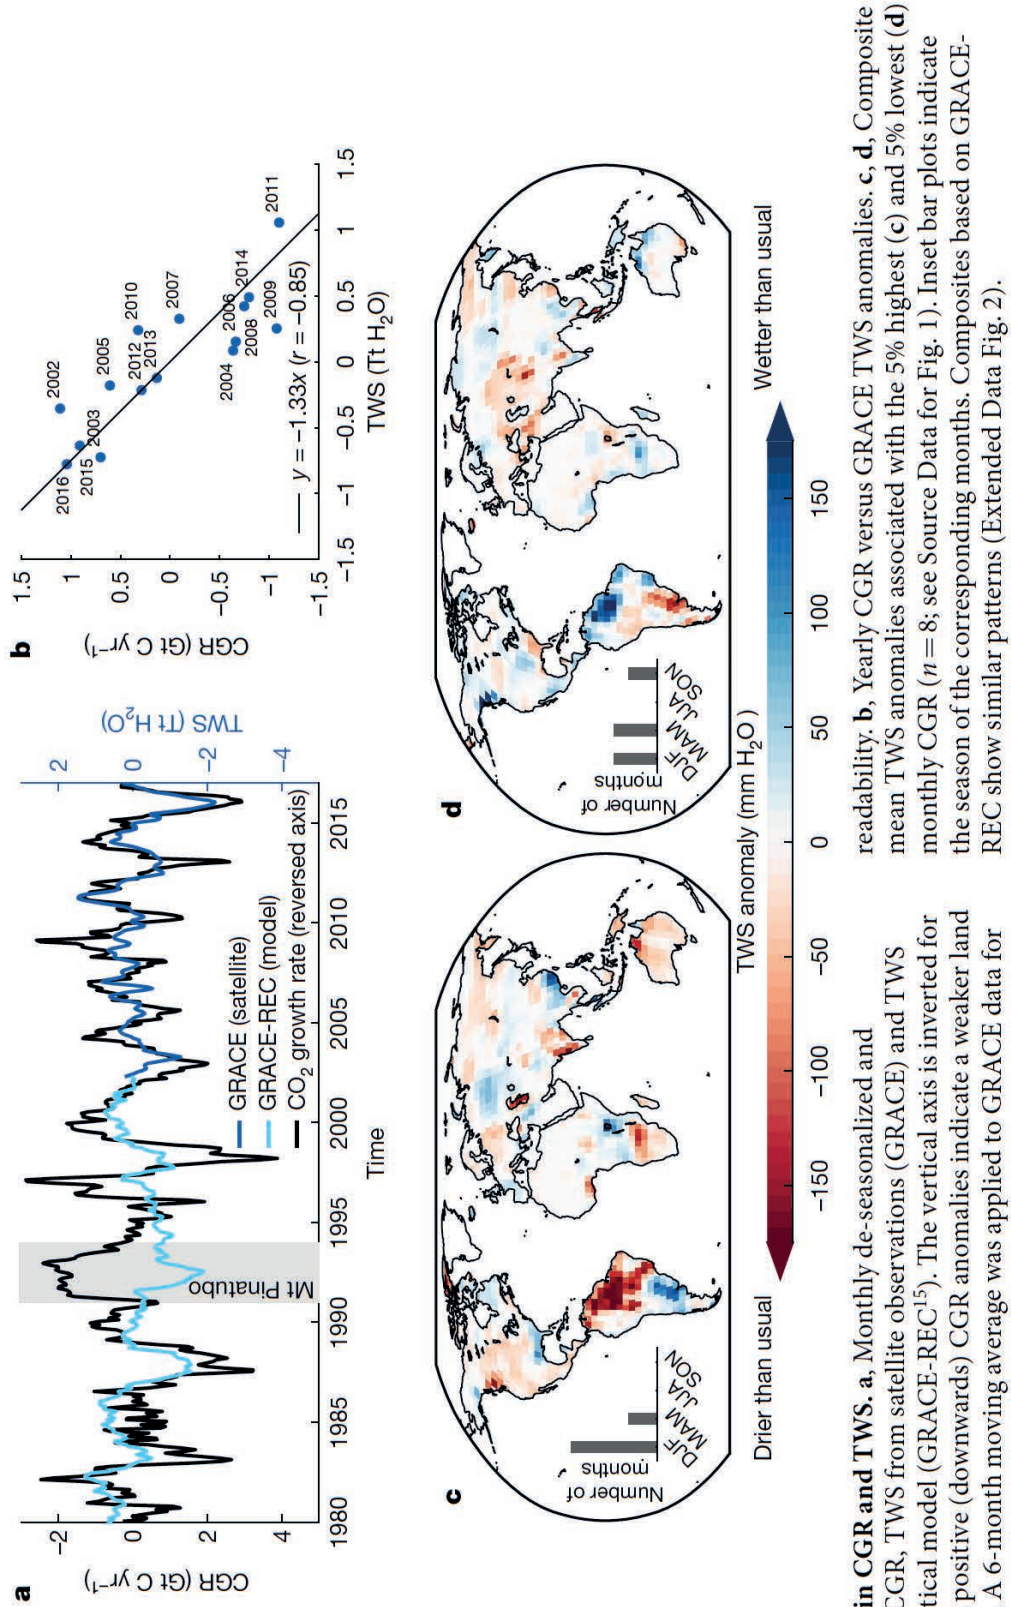 a
CGR (Gt C yr⁻¹)
−2
0
2
4
1980
1985
1990
1995
2000
2005
2010
2015
Time
Mt Pinatubo
GRACE (satellite)
GRACE-REC (model)
CO₂ growth rate (reversed axis)
2
0
−2
−4
TWS (Tt H₂O)
b
CGR (Gt C yr⁻¹)
1.5
1
0.5
0
−0.5
−1
−1.5
−1.5
−1
−0.5
0
0.5
1
1.5
TWS (Tt H₂O)
2016
2015
2003
2002
2005
2012
2013
2010
2007
2004
2006
2008
2014
2009
2011
y = −1.33x (r = −0.85)
c
Number of
months
DJF
MAM
JJA
SON
d
Number of
months
DJF
MAM
JJA
SON
TWS anomaly (mm H₂O )
Drier than usual
Wetter than usual
−150
−100
−50
0
50
100
150
in CGR and TWS. a, Monthly de-seasonalized and
CGR, TWS from satellite observations (GRACE) and TWS
tical model (GRACE-REC¹⁵). The vertical axis is inverted for
positive (downwards) CGR anomalies indicate a weaker land
A 6-month moving average was applied to GRACE data for
readability. b, Yearly CGR versus GRACE TWS anomalies. c, d, Composite
mean TWS anomalies associated with the 5% highest (c) and 5% lowest (d)
monthly CGR (n = 8; see Source Data for Fig. 1). Inset bar plots indicate
the season of the corresponding months. Composites based on GRACE-
REC show similar patterns (Extended Data Fig. 2).